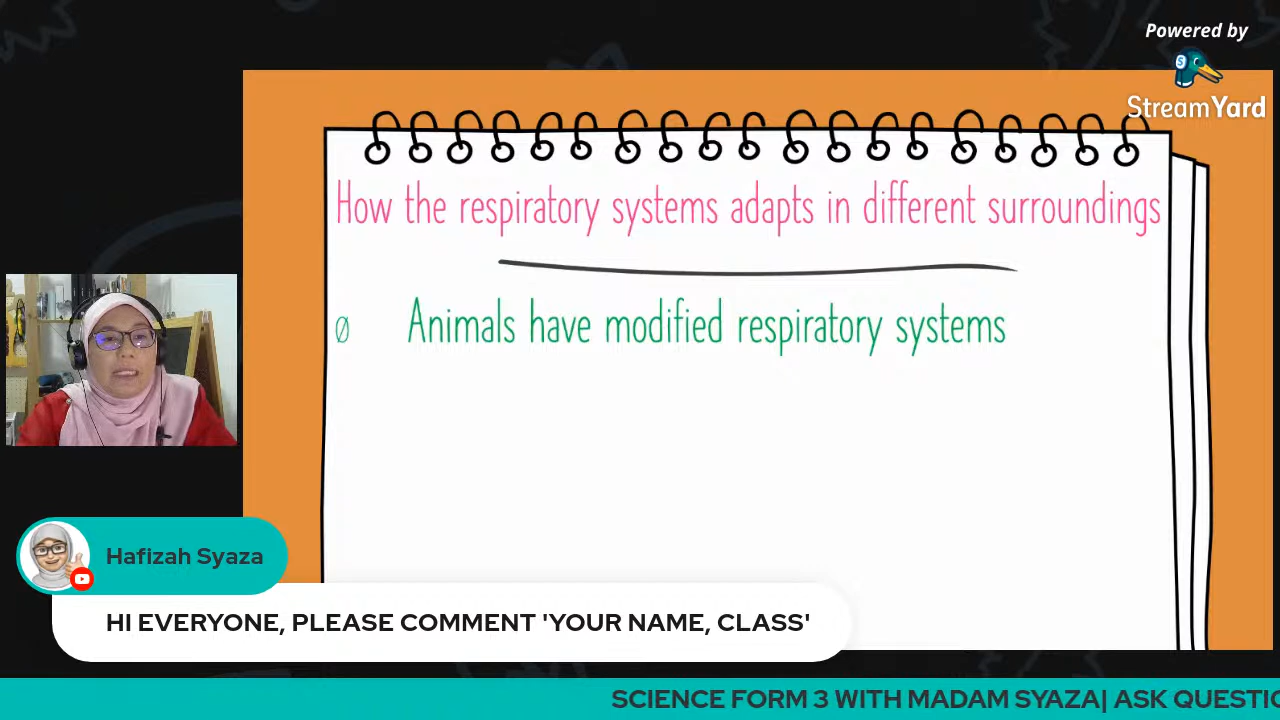 Powered by
StreamYard
How the respiratory systems adapts in different surroundings
Ø Animals have modified respiratory systems
Hafizah Syaza
HI EVERYONE, PLEASE COMMENT 'YOUR NAME, CLASS'
SCIENCE FORM 3 WITH MADAM SYAZA| ASK QUESTIO